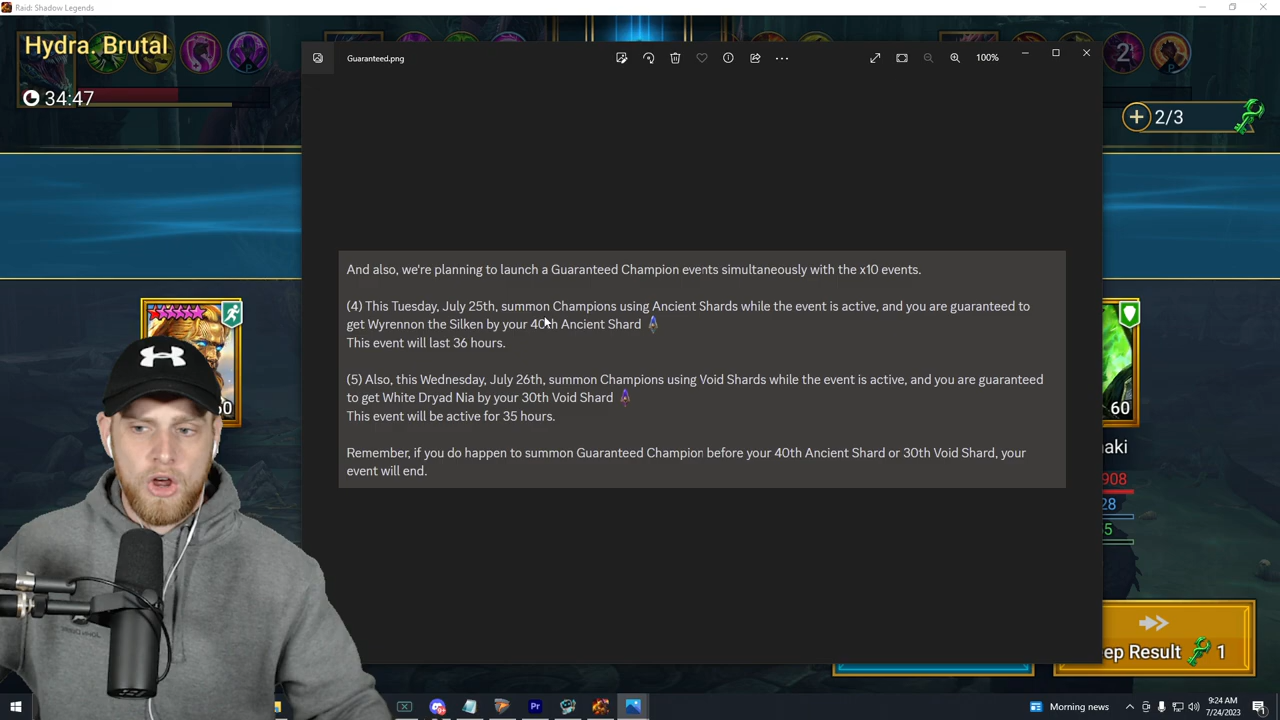 Raid: Shadow Legends
Hydra. Brutal
Guaranteed.png
100%
34:47
2
2/3
And also, we're planning to launch a Guaranteed Champion events simultaneously with the x10 events.
(4) This Tuesday, July 25th, summon Champions using Ancient Shards while the event is active, and you are guaranteed to
get Wyrennon the Silken by your 40th Ancient Shard
This event will last 36 hours.
(5) Also, this Wednesday, July 26th, summon Champions using Void Shards while the event is active, and you are guaranteed
to get White Dryad Nia by your 30th Void Shard
This event will be active for 35 hours.
Remember, if you do happen to summon Guaranteed Champion before your 40th Ancient Shard or 30th Void Shard, your
event will end.
60
60
aki
908
28
5
ep Result 1
Morning news
9:24 AM
7/24/2023